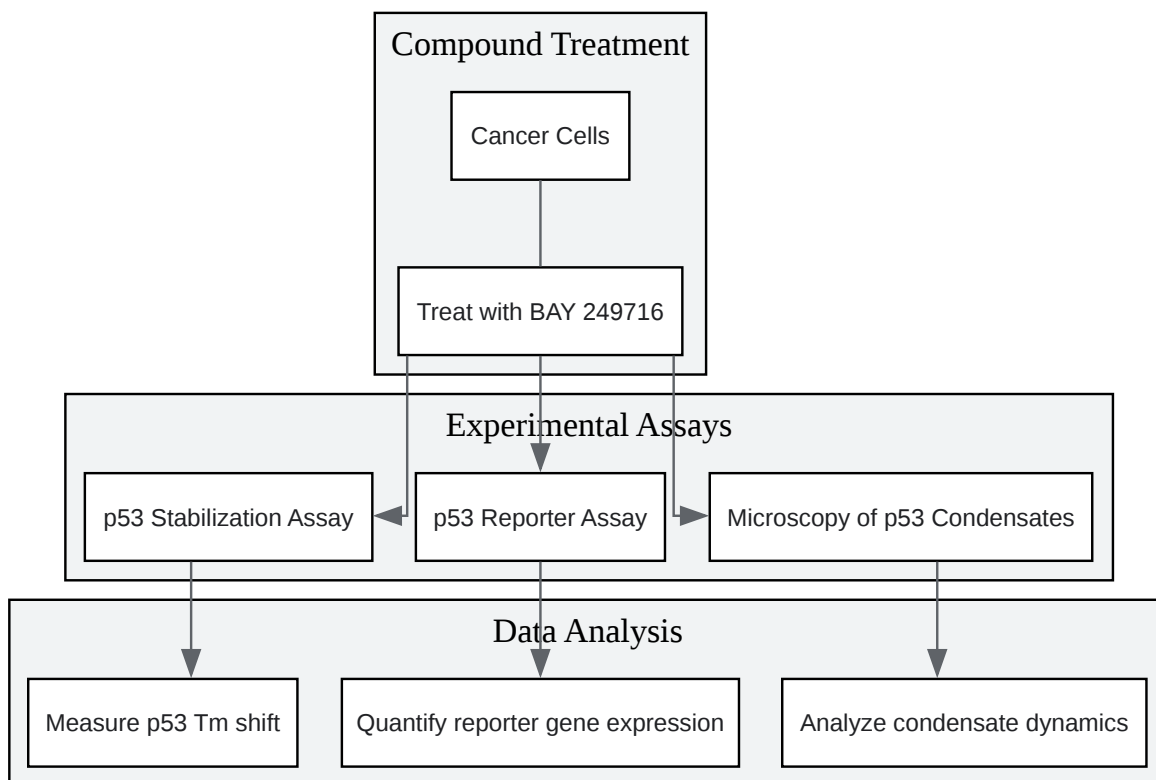 Compound Treatment
Cancer Cells
Treat with BAY 249716
Experimental Assays
p53 Stabilization Assay
p53 Reporter Assay
Microscopy of p53 Condensates
Data Analysis
Measure p53 Tm shift
Quantify reporter gene expression
Analyze condensate dynamics